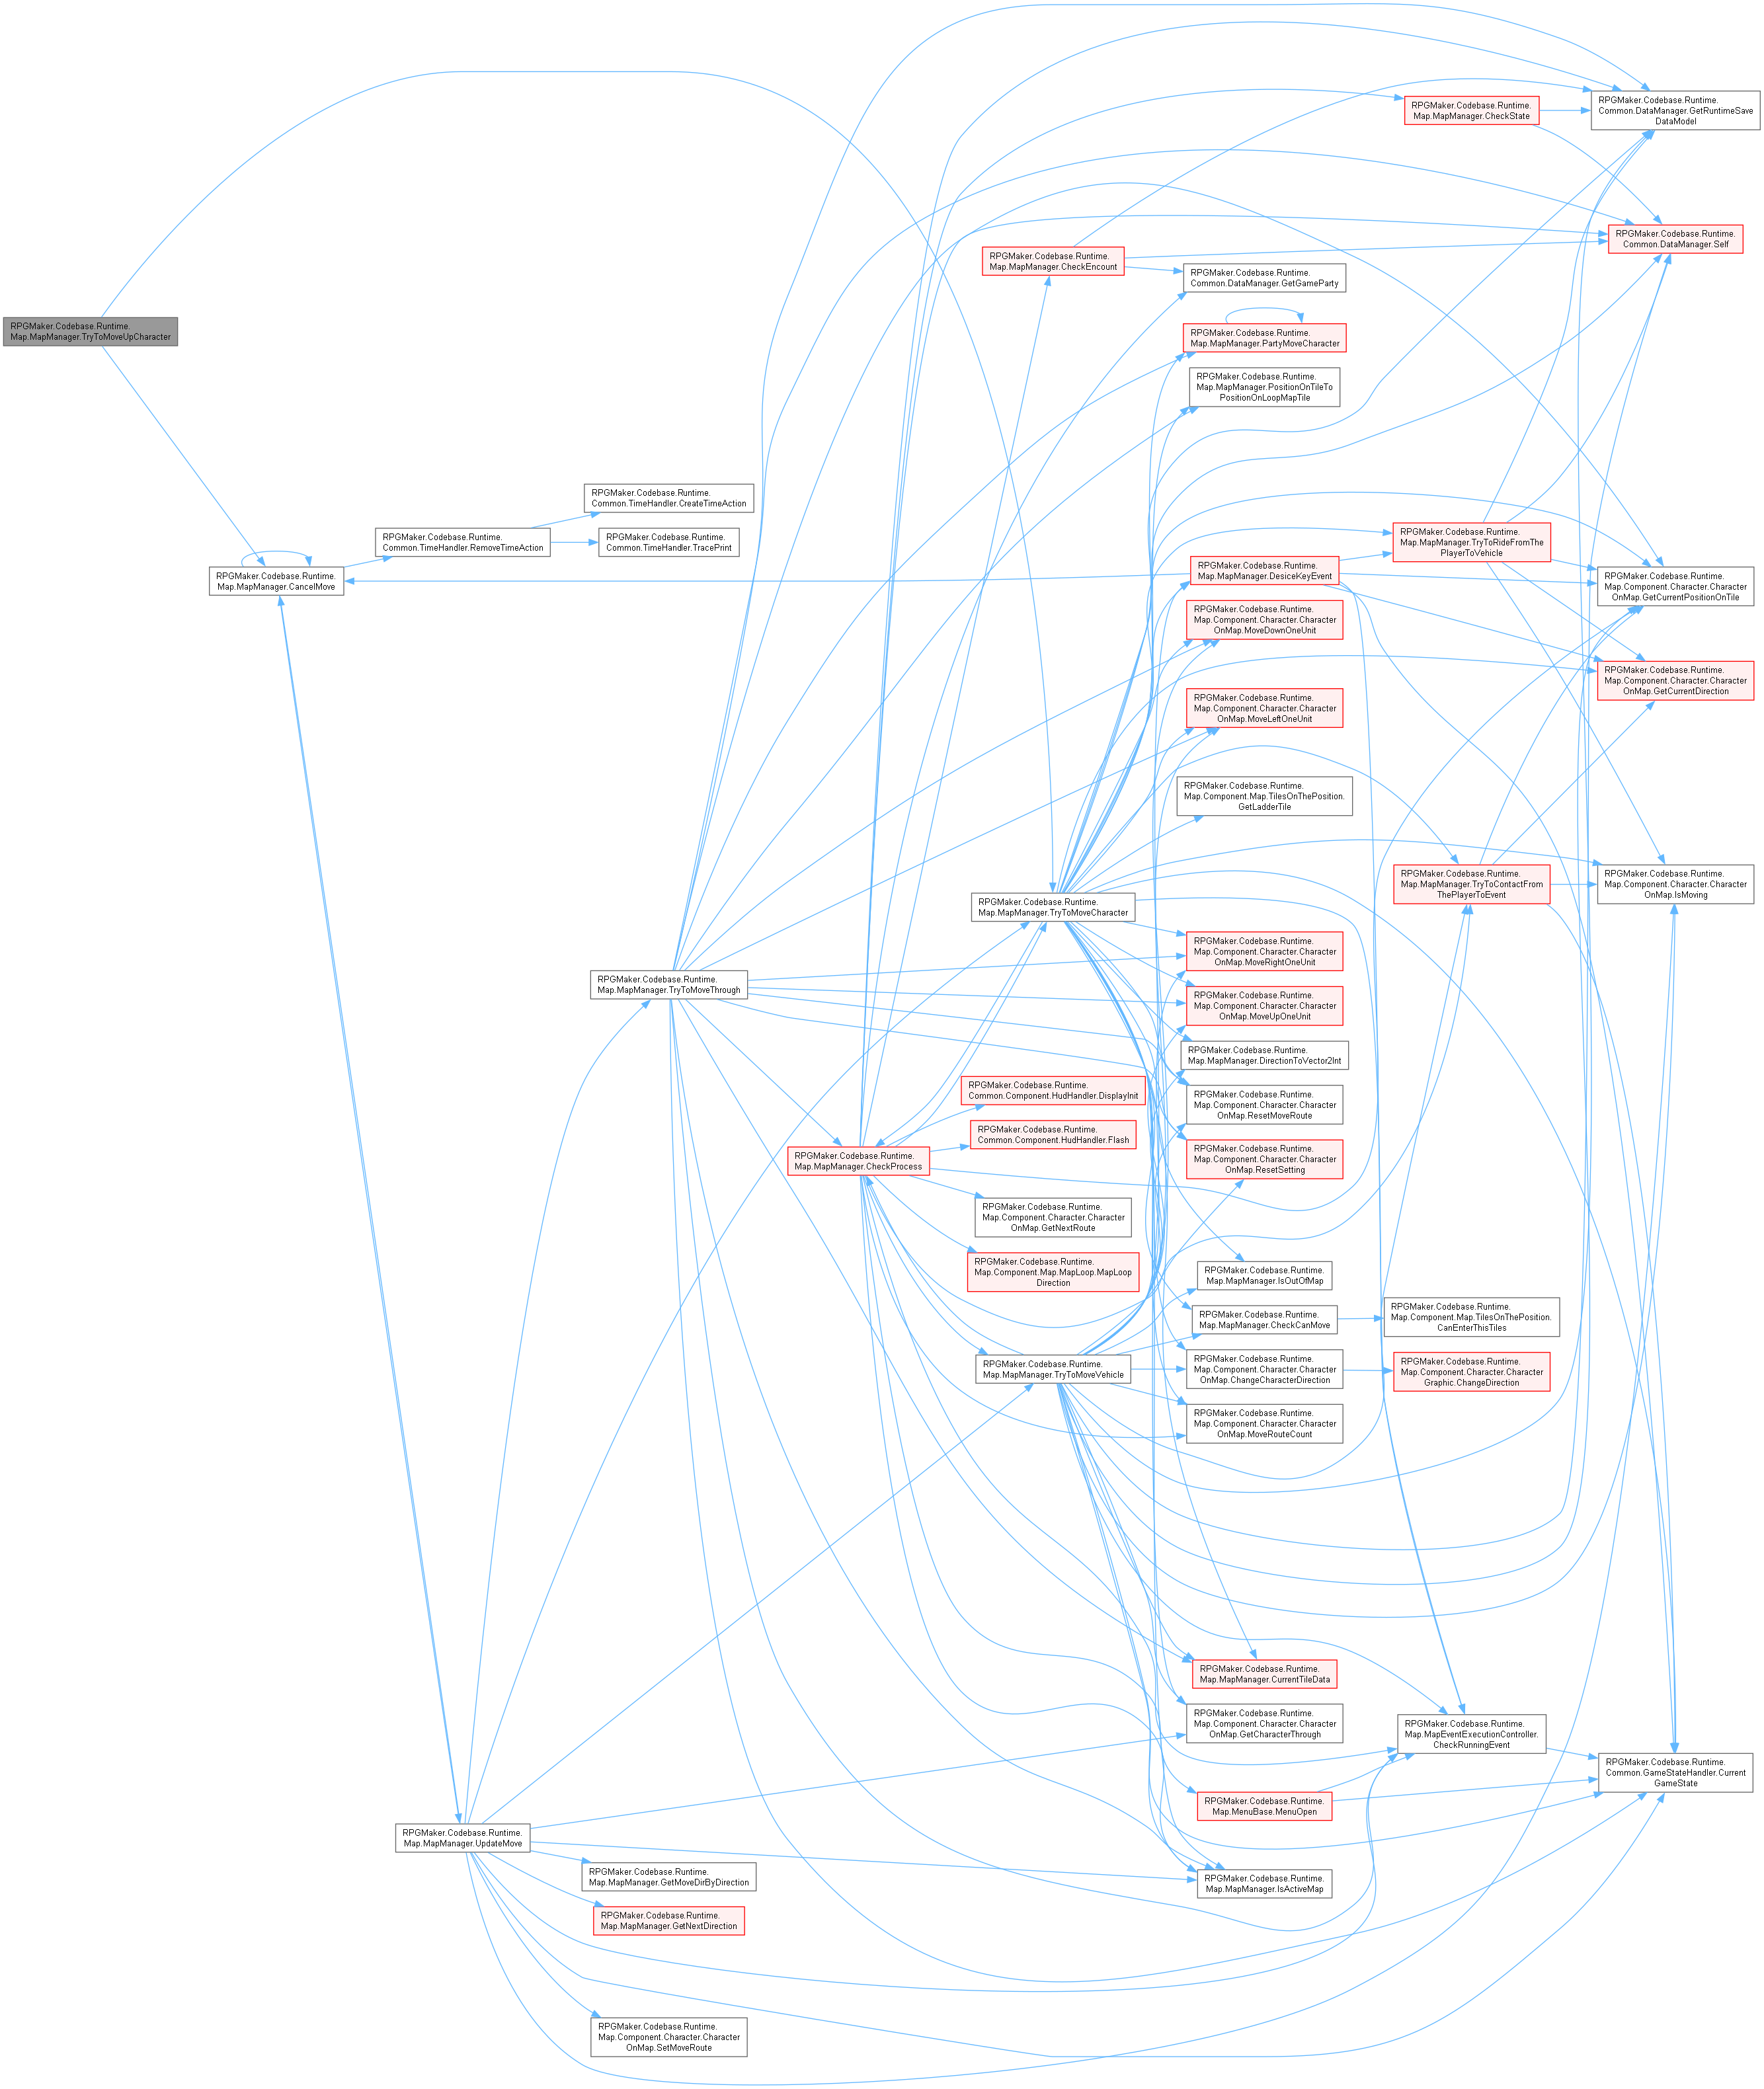 RPGMaker.Codebase.Runtime.
Common.DataManager.GetRuntimeSave
DataModel
RPGMaker.Codebase.Runtime.
Map.MapManager.CheckState
RPGMaker.Codebase.Runtime.
Common.DataManager.Self
RPGMaker.Codebase.Runtime.
Map.MapManager.CheckEncount
RPGMaker.Codebase.Runtime.
Common.DataManager.GetGameParty
RPGMaker.Codebase.Runtime.
Map.MapManager.TryToMoveUpCharacter
RPGMaker.Codebase.Runtime.
Map.MapManager.PartyMoveCharacter
RPGMaker.Codebase.Runtime.
Map.MapManager.PositionOnTileTo
PositionOnLoopMapTile
RPGMaker.Codebase.Runtime.
Common.TimeHandler.CreateTimeAction
RPGMaker.Codebase.Runtime.
Common.TimeHandler.RemoveTimeAction
RPGMaker.Codebase.Runtime.
Common.TimeHandler.TracePrint
RPGMaker.Codebase.Runtime.
Map.MapManager.TryToRideFromThe
PlayerToVehicle
RPGMaker.Codebase.Runtime.
Map.MapManager.CancelMove
RPGMaker.Codebase.Runtime.
Map.MapManager.DesiceKeyEvent
RPGMaker.Codebase.Runtime.
Map.Component.Character.Character
OnMap.GetCurrentPositionOnTile
RPGMaker.Codebase.Runtime.
Map.Component.Character.Character
OnMap.MoveDownOneUnit
RPGMaker.Codebase.Runtime.
Map.Component.Character.Character
OnMap.GetCurrentDirection
RPGMaker.Codebase.Runtime.
Map.Component.Character.Character
OnMap.MoveLeftOneUnit
RPGMaker.Codebase.Runtime.
Map.Component.Map.TilesOnThePosition.
GetLadderTile
RPGMaker.Codebase.Runtime.
Map.MapManager.TryToContactFrom
ThePlayerToEvent
RPGMaker.Codebase.Runtime.
Map.Component.Character.Character
OnMap.IsMoving
RPGMaker.Codebase.Runtime.
Map.MapManager.TryToMoveCharacter
RPGMaker.Codebase.Runtime.
Map.Component.Character.Character
OnMap.MoveRightOneUnit
RPGMaker.Codebase.Runtime.
Map.MapManager.TryToMoveThrough
RPGMaker.Codebase.Runtime.
Map.Component.Character.Character
OnMap.MoveUpOneUnit
RPGMaker.Codebase.Runtime.
Map.MapManager.DirectionToVector2Int
RPGMaker.Codebase.Runtime.
Common.Component.HudHandler.DisplayInit
RPGMaker.Codebase.Runtime.
Map.Component.Character.Character
OnMap.ResetMoveRoute
RPGMaker.Codebase.Runtime.
Common.Component.HudHandler.Flash
RPGMaker.Codebase.Runtime.
Map.MapManager.CheckProcess
RPGMaker.Codebase.Runtime.
Map.Component.Character.Character
OnMap.ResetSetting
RPGMaker.Codebase.Runtime.
Map.Component.Character.Character
OnMap.GetNextRoute
RPGMaker.Codebase.Runtime.
Map.Component.Map.MapLoop.MapLoop
Direction
RPGMaker.Codebase.Runtime.
Map.MapManager.IsOutOfMap
RPGMaker.Codebase.Runtime.
Map.MapManager.CheckCanMove
RPGMaker.Codebase.Runtime.
Map.Component.Map.TilesOnThePosition.
CanEnterThisTiles
RPGMaker.Codebase.Runtime.
Map.MapManager.TryToMoveVehicle
RPGMaker.Codebase.Runtime.
Map.Component.Character.Character
OnMap.ChangeCharacterDirection
RPGMaker.Codebase.Runtime.
Map.Component.Character.Character
Graphic.ChangeDirection
RPGMaker.Codebase.Runtime.
Map.Component.Character.Character
OnMap.MoveRouteCount
RPGMaker.Codebase.Runtime.
Map.MapManager.CurrentTileData
RPGMaker.Codebase.Runtime.
Map.Component.Character.Character
OnMap.GetCharacterThrough
RPGMaker.Codebase.Runtime.
Map.MapEventExecutionController.
CheckRunningEvent
RPGMaker.Codebase.Runtime.
Common.GameStateHandler.Current
GameState
RPGMaker.Codebase.Runtime.
Map.MenuBase.MenuOpen
RPGMaker.Codebase.Runtime.
Map.MapManager.UpdateMove
RPGMaker.Codebase.Runtime.
Map.MapManager.GetMoveDirByDirection
RPGMaker.Codebase.Runtime.
Map.MapManager.IsActiveMap
RPGMaker.Codebase.Runtime.
Map.MapManager.GetNextDirection
RPGMaker.Codebase.Runtime.
Map.Component.Character.Character
OnMap.SetMoveRoute